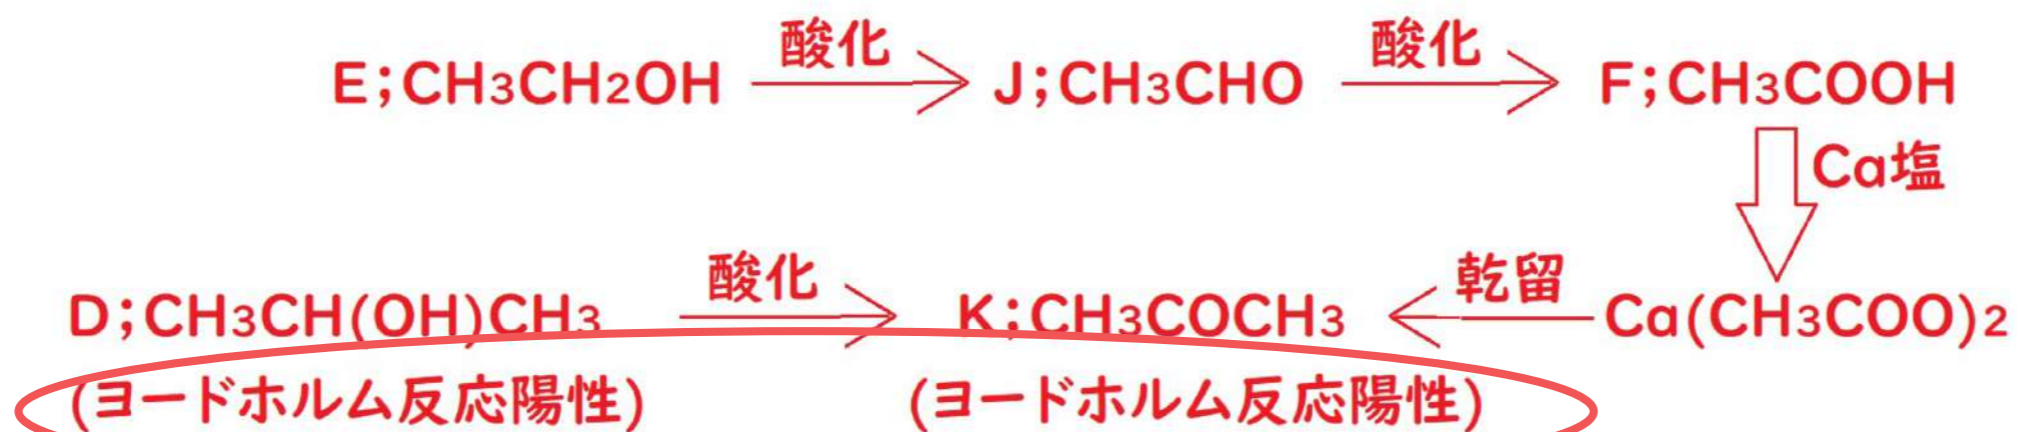 酸化 酸化
E;CH3CH2OH J;CH3CHO F;CH3COOH
Ca塩
酸化 乾留
D;CH3CH(OH)CH3 K;CH3COCH3 Ca(CH3COO)2
(ヨードホルム反応陽性) (ヨードホルム反応陽性)